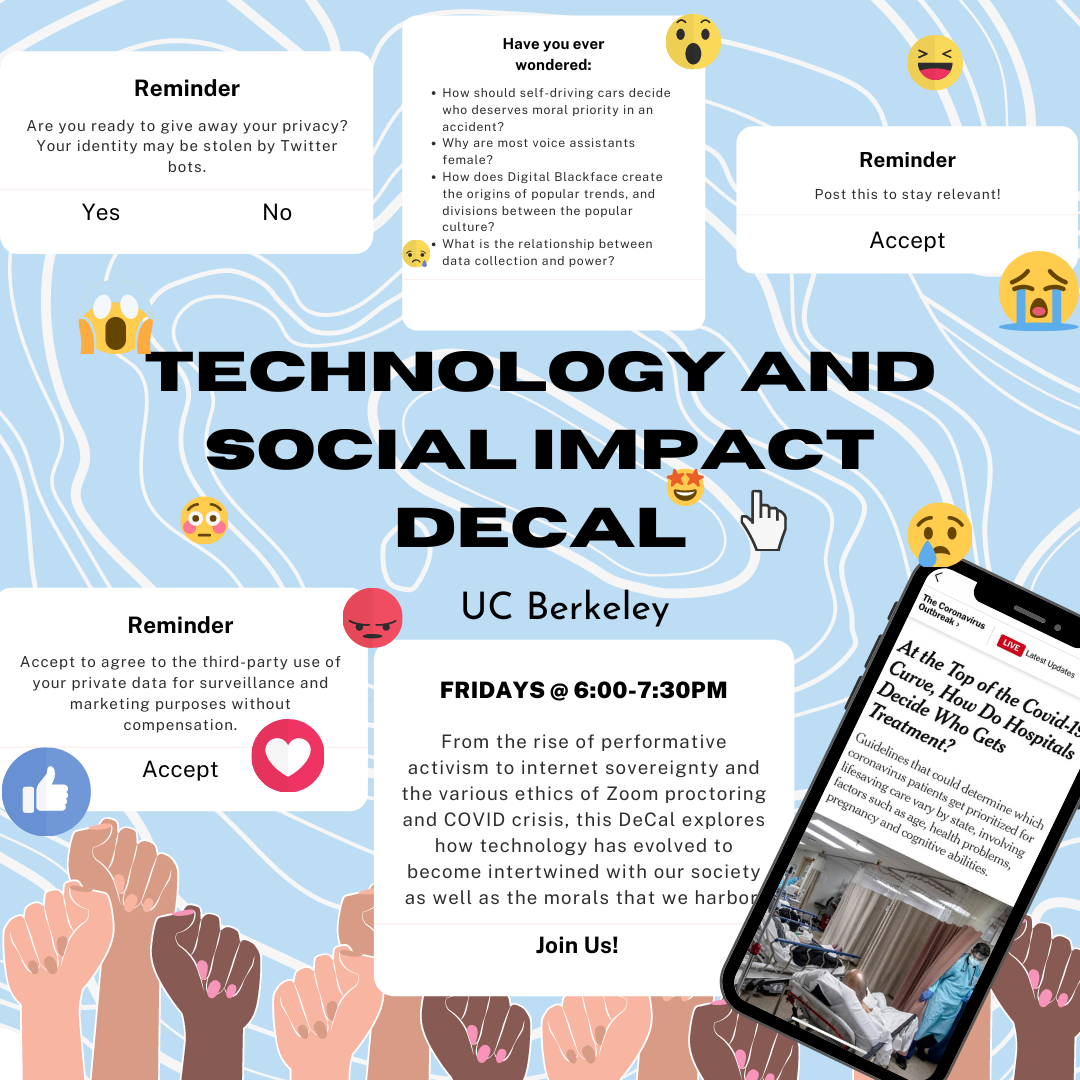 Reminder
Are you ready to give away your privacy?
Your identity may be stolen by Twitter
bots.
Yes No
Have you ever
wondered:
• How should self-driving cars decide
who deserves moral priority in an
accident?
• Why are most voice assistants
female?
• How does Digital Blackface create
the origins of popular trends, and
divisions between the popular
culture?
• What is the relationship between
data collection and power?
Reminder
Post this to stay relevant!
Accept
TECHNOLOGY AND
SOCIAL IMPACT
DECAL
UC Berkeley
Reminder
Accept to agree to the third-party use of
your private data for surveillance and
marketing purposes without
compensation.
Accept
FRIDAYS @ 6:00-7:30PM
From the rise of performative
activism to internet sovereignty and
the various ethics of Zoom proctoring
and COVID crisis, this DeCal explores
how technology has evolved to
become intertwined with our society
as well as the morals that we harbor
Join Us!
The Coronavirus
Outbreak ›
LIVE Latest Updates
At the Top of the Covid-19
Curve, How Do Hospitals
Decide Who Gets
Treatment?
Guidelines that could determine which
coronavirus patients get prioritized for
lifesaving care vary by state, involving
factors such as age, health problems,
pregnancy and cognitive abilities.